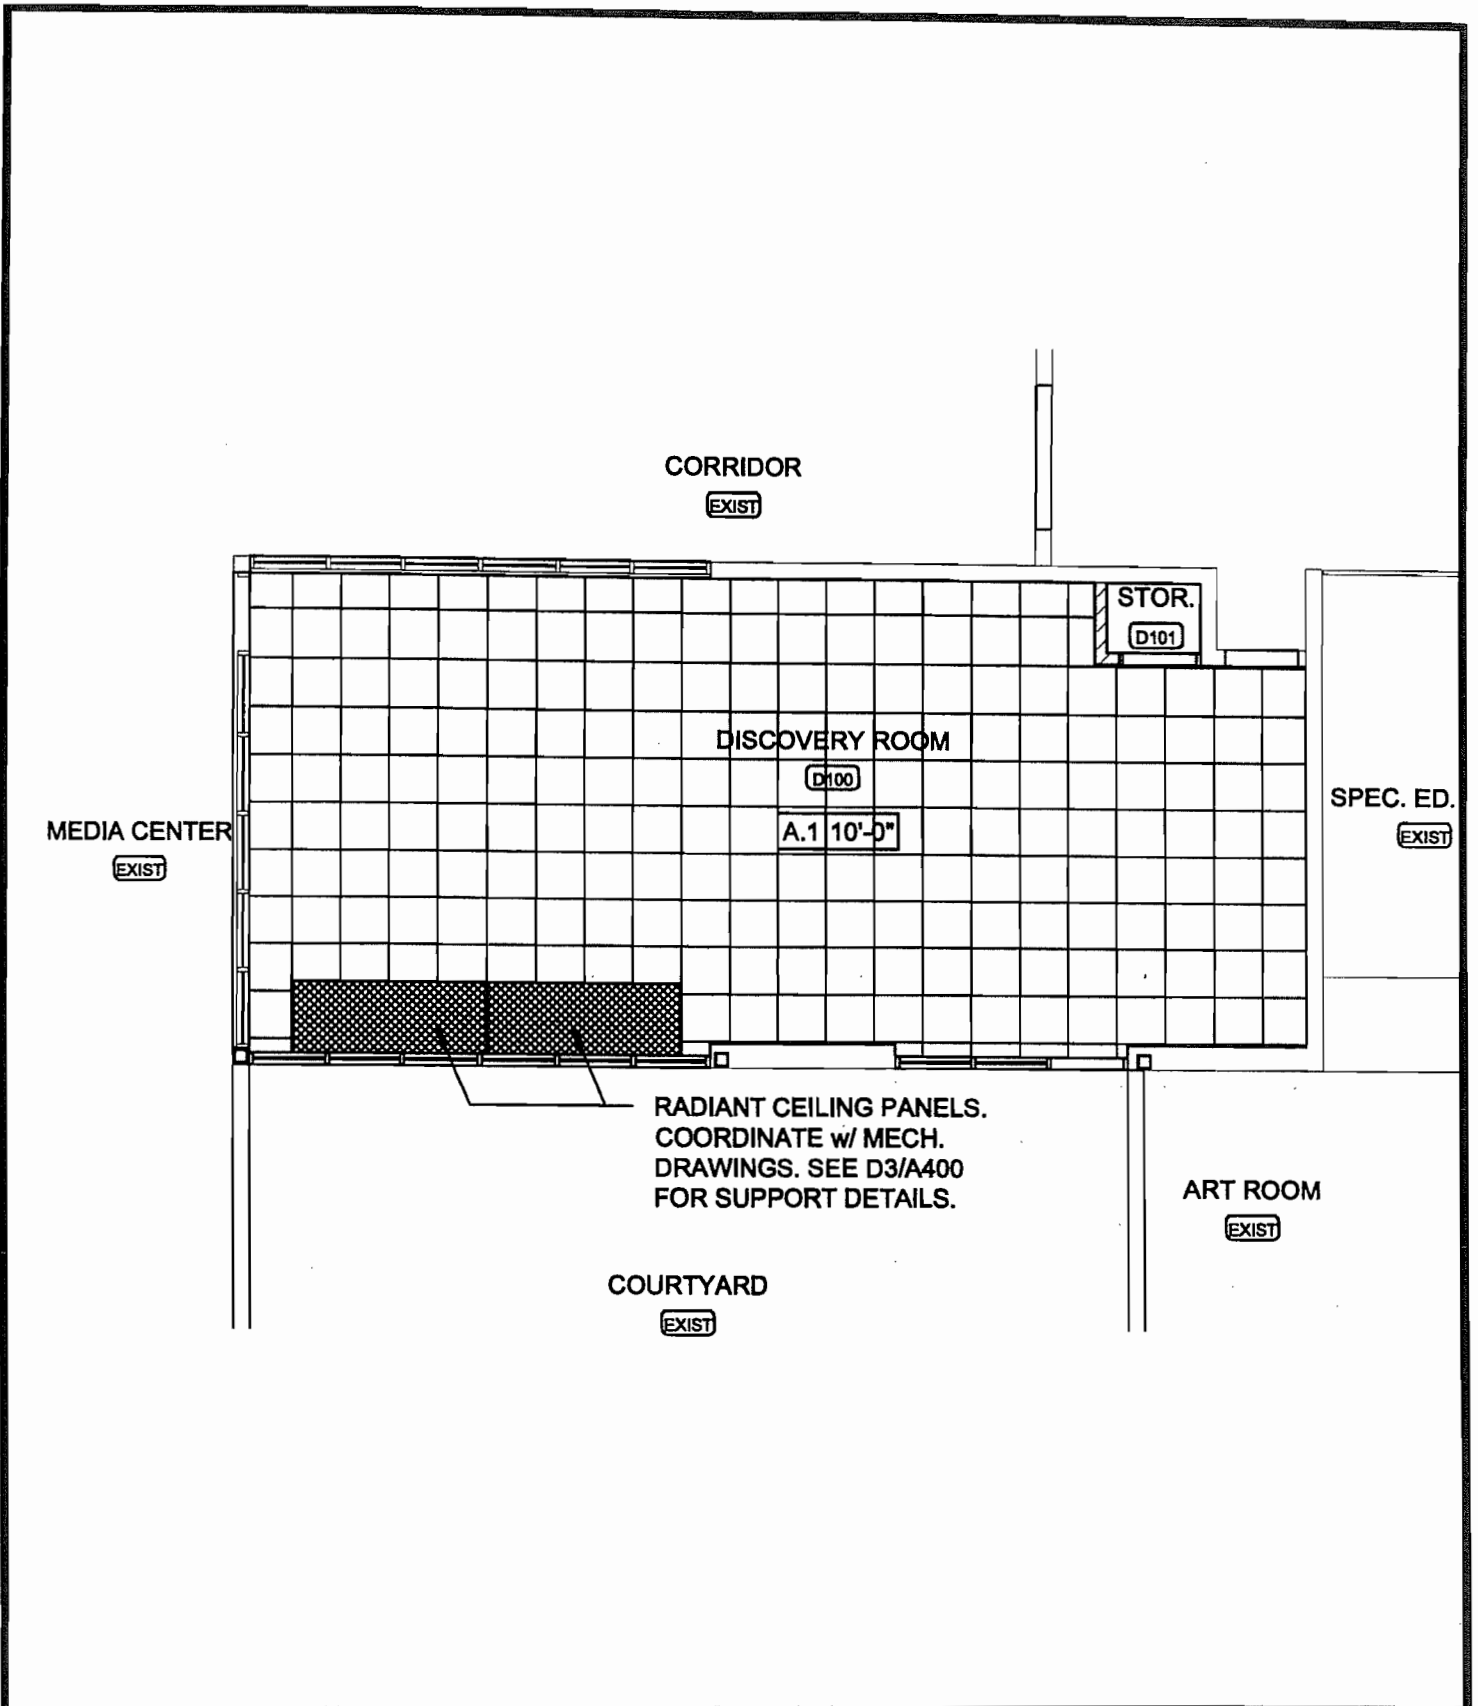 CORRIDOR
EXIST
STOR.
D101
DISCOVERY ROOM
D100
A.1 10'-0"
SPEC. ED.
EXIST
MEDIA CENTER
EXIST
RADIANT CEILING PANELS.
COORDINATE w/ MECH.
DRAWINGS. SEE D3/A400
FOR SUPPORT DETAILS.
ART ROOM
EXIST
COURTYARD
EXIST